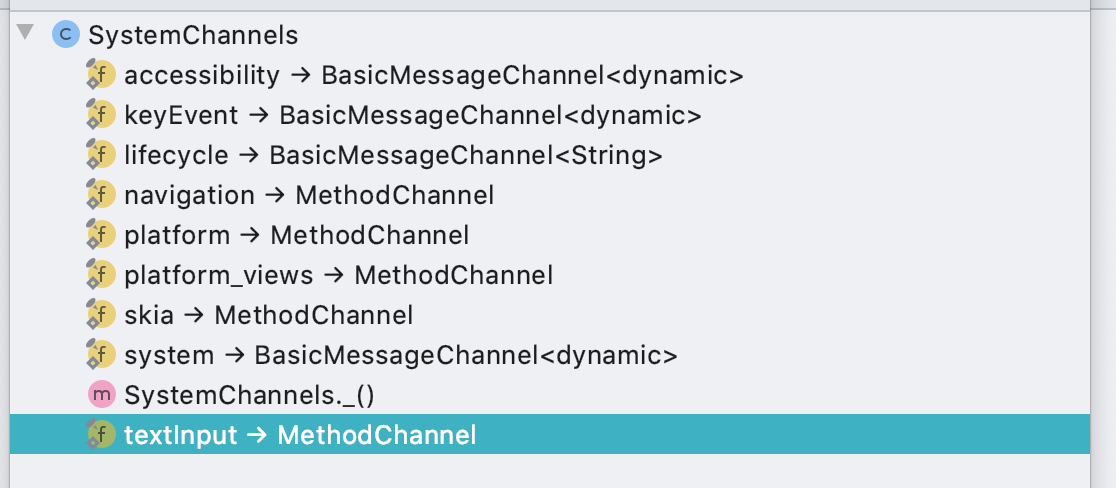 C SystemChannels
f accessibility → BasicMessageChannel<dynamic>
f keyEvent → BasicMessageChannel<dynamic>
f lifecycle → BasicMessageChannel<String>
f navigation → MethodChannel
f platform → MethodChannel
f platform_views → MethodChannel
f skia → MethodChannel
f system → BasicMessageChannel<dynamic>
m SystemChannels._()
f textInput → MethodChannel